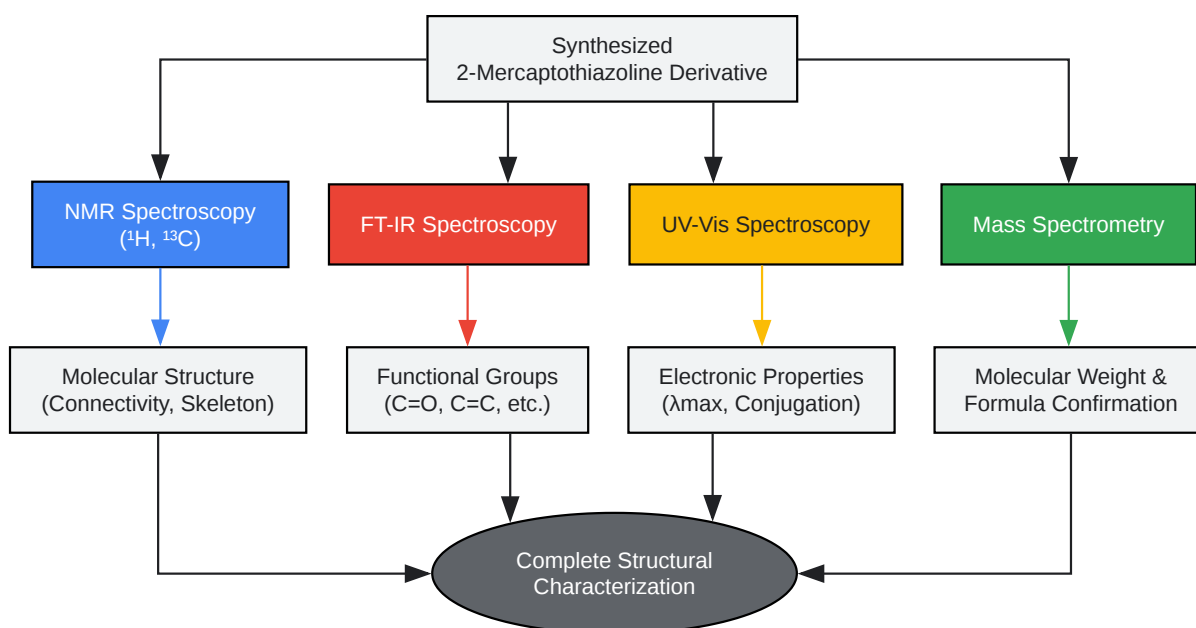 Synthesized
2-Mercaptothiazoline Derivative
NMR Spectroscopy
(¹H, ¹³C)
FT-IR Spectroscopy
UV-Vis Spectroscopy
Mass Spectrometry
Molecular Structure
(Connectivity, Skeleton)
Functional Groups
(C=O, C=C, etc.)
Electronic Properties
(λmax, Conjugation)
Molecular Weight &
Formula Confirmation
Complete Structural
Characterization